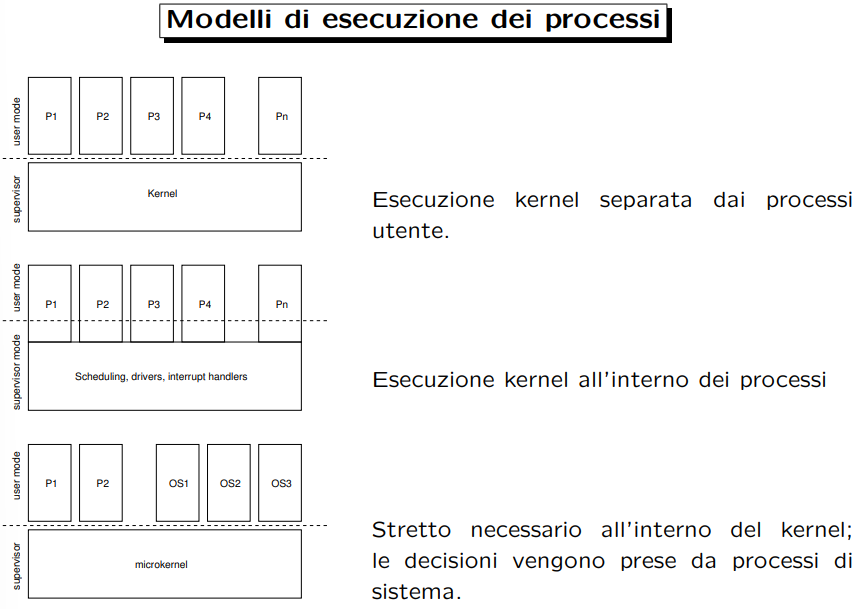 Modelli di esecuzione dei processi
user mode
P1 P2 P3 P4 Pn
supervisor
Kernel
Esecuzione kernel separata dai processi
utente.
user mode
P1 P2 P3 P4 Pn
supervisor mode
Scheduling, drivers, interrupt handlers
Esecuzione kernel all'interno dei processi
user mode
P1 P2 OS1 OS2 OS3
supervisor
microkernel
Stretto necessario all'interno del kernel;
le decisioni vengono prese da processi di
sistema.